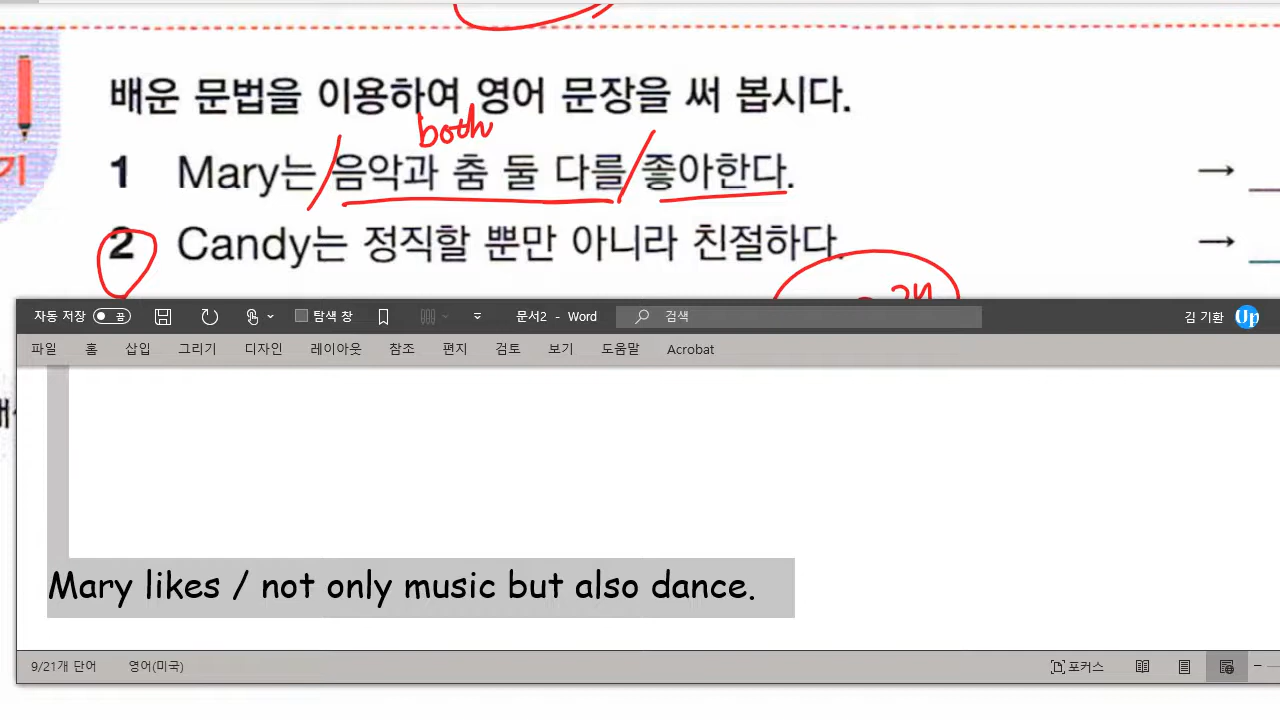 배운 문법을 이용하여 영어 문장을 써 봅시다.
both
1 Mary는 / 음악과 춤 둘 다를 / 좋아한다. →
2 Candy는 정직할 뿐만 아니라 친절하다. →
기
자동 저장 끔 탐색 창 문서2 - Word 검색 김 기환 Up
파일 홈 삽입 그리기 디자인 레이아웃 참조 편지 검토 보기 도움말 Acrobat
Mary likes / not only music but also dance.
9/21개 단어 영어(미국) 포커스